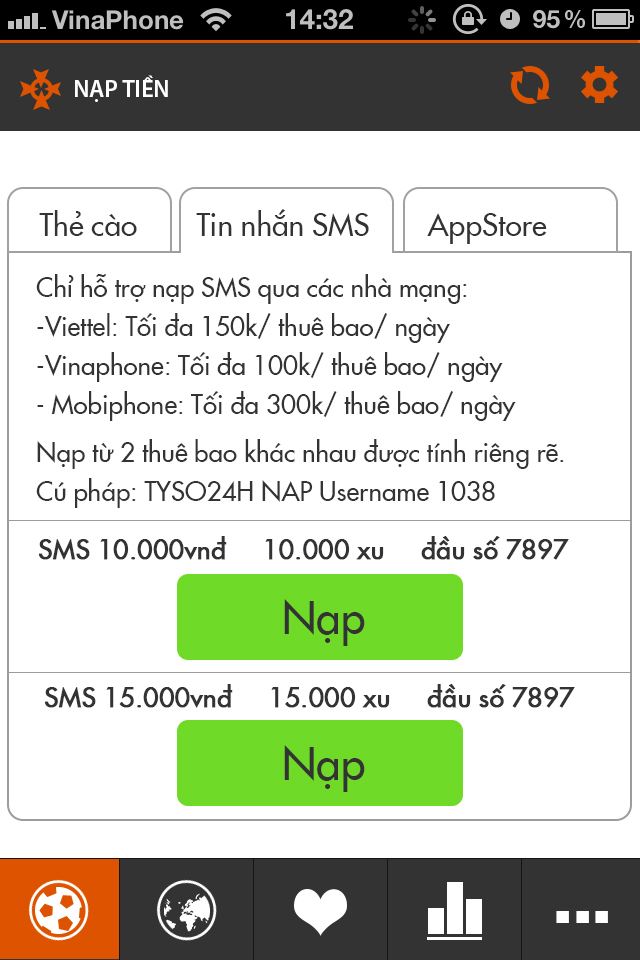 VinaPhone 14:32 95 %
NẠP TIỀN
Thẻ cào Tin nhắn SMS AppStore
Chỉ hỗ trợ nạp SMS qua các nhà mạng:
-Viettel: Tối đa 150k/ thuê bao/ ngày
-Vinaphone: Tối đa 100k/ thuê bao/ ngày
- Mobiphone: Tối đa 300k/ thuê bao/ ngày
Nạp từ 2 thuê bao khác nhau được tính riêng rẽ.
Cú pháp: TYSO24H NAP Username 1038
SMS 10.000vnđ 10.000 xu đầu số 7897
Nạp
SMS 15.000vnđ 15.000 xu đầu số 7897
Nạp